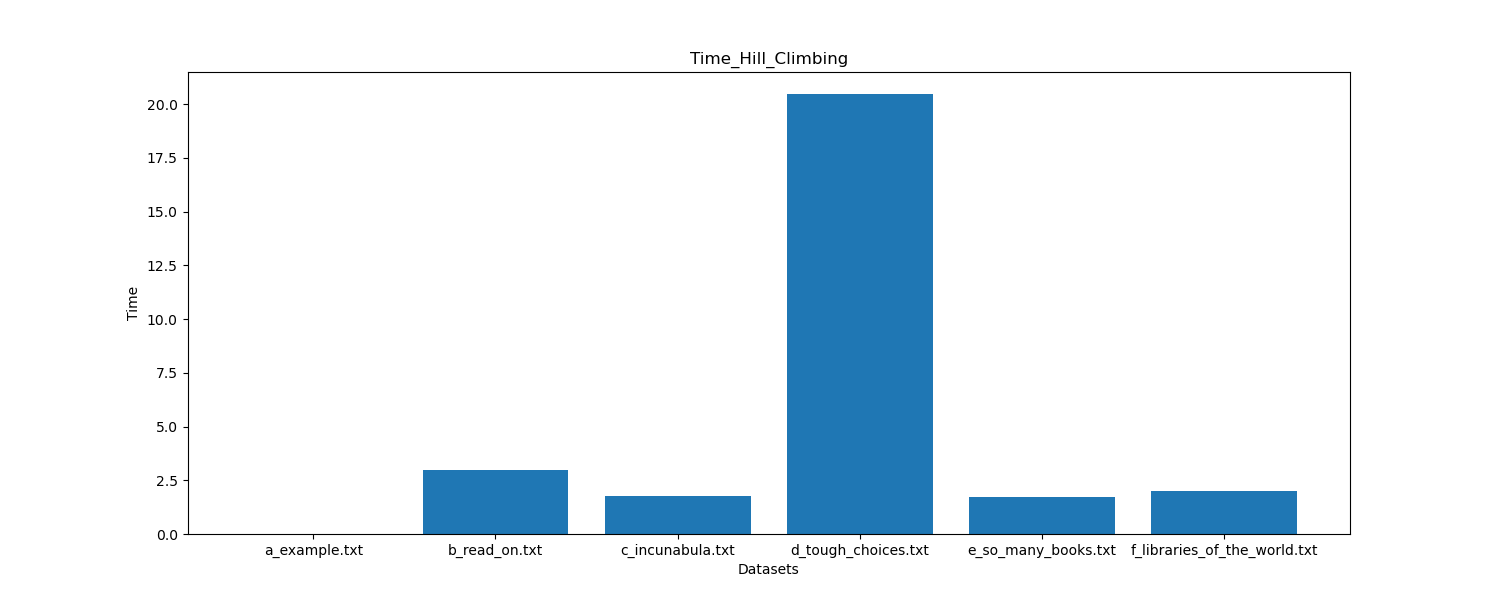 Time_Hill_Climbing
20.0
17.5
15.0
12.5
10.0
7.5
5.0
2.5
0.0
Time
a_example.txt
b_read_on.txt
c_incunabula.txt
d_tough_choices.txt
e_so_many_books.txt
f_libraries_of_the_world.txt
Datasets